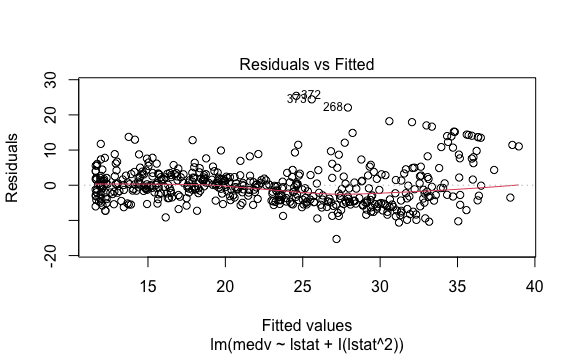 Residuals vs Fitted
30
20
10
0
-20
Residuals
372
373
268
15 20 25 30 35 40
Fitted values
lm(medv ~ lstat + I(lstat^2))